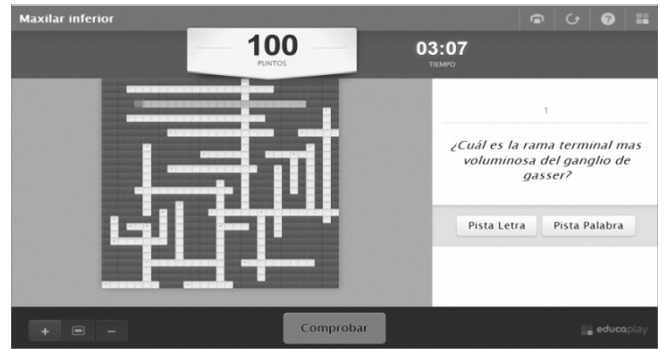 Maxilar inferior
100
PUNTOS
03:07
TIEMPO
1
¿Cuál es la rama terminal mas
voluminosa del ganglio de
gasser?
Pista Letra
Pista Palabra
Comprobar
educaplay